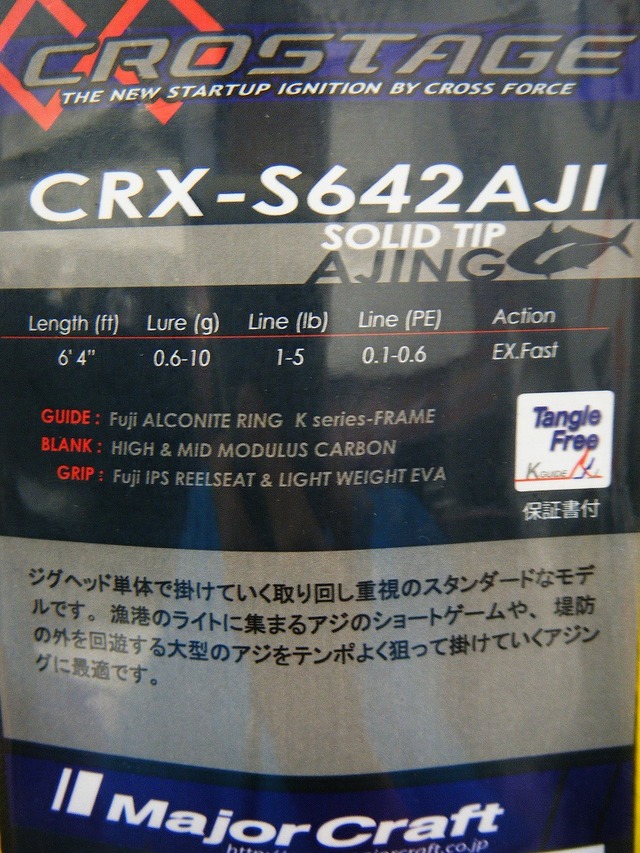 CROSTAGE
THE NEW STARTUP IGNITION BY CROSS FORCE
CRX-S642AJI
SOLID TIP
AJING
Length (ft) Lure (g) Line (lb) Line (PE) Action
6'4" 0.6-10 1-5 0.1-0.6 EX.Fast
GUIDE : Fuji ALCONITE RING K series-FRAME
BLANK : HIGH & MID MODULUS CARBON
GRIP : Fuji IPS REELSEAT & LIGHT WEIGHT EVA
Tangle
Free
K GUIDE
保証書付
ジグヘッド単体で掛けていく取り回し重視のスタンダードなモデ
ルです。漁港のライトに集まるアジのショートゲームや、堤防
の外を回遊する大型のアジをテンポよく狙って掛けていくアジン
グに最適です。
Major Craft